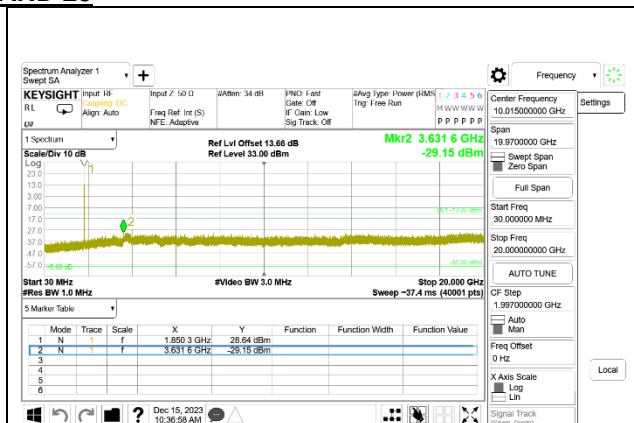 Spectrum Analyzer 1
Swept SA
Frequency
KEYSIGHT Input: RF Input Z: 50 Ω #Atten: 34 dB PNO: Fast #Avg Type: Power (RMS 1 2 3 4 5 6
RL Coupling: DC Gate: Off Trig: Free Run M W W W W W
Align: Auto Freq Ref: Int (S) IF Gain: Low
NFE: Adaptive Sig Track: Off P P P P P P
Center Frequency
10.015000000 GHz
Settings
Span
19.9700000 GHz
Swept Span
Zero Span
Full Span
Start Freq
30.000000 MHz
Stop Freq
20.000000000 GHz
AUTO TUNE
CF Step
1.997000000 GHz
Auto
Man
Freq Offset
0 Hz
X Axis Scale
Log
Lin
Local
Signal Track
1 Spectrum
Ref Lvl Offset 13.66 dB Mkr2 3.631 6 GHz
Scale/Div 10 dB Ref Level 33.00 dBm -29.15 dBm
Log
1
23.0
13.0
3.00
-7.00
-17.0
2
-27.0
-37.0
-47.0
-57.0
Start 30 MHz #Video BW 3.0 MHz Stop 20.000 GHz
#Res BW 1.0 MHz Sweep ~37.4 ms (40001 pts)
5 Marker Table
Mode Trace Scale X Y Function Function Width Function Value
1 N 1 f 1.850 3 GHz 28.64 dBm
2 N 1 f 3.631 6 GHz -29.15 dBm
3
4
5
6
Dec 15, 2023
10:36:58 AM